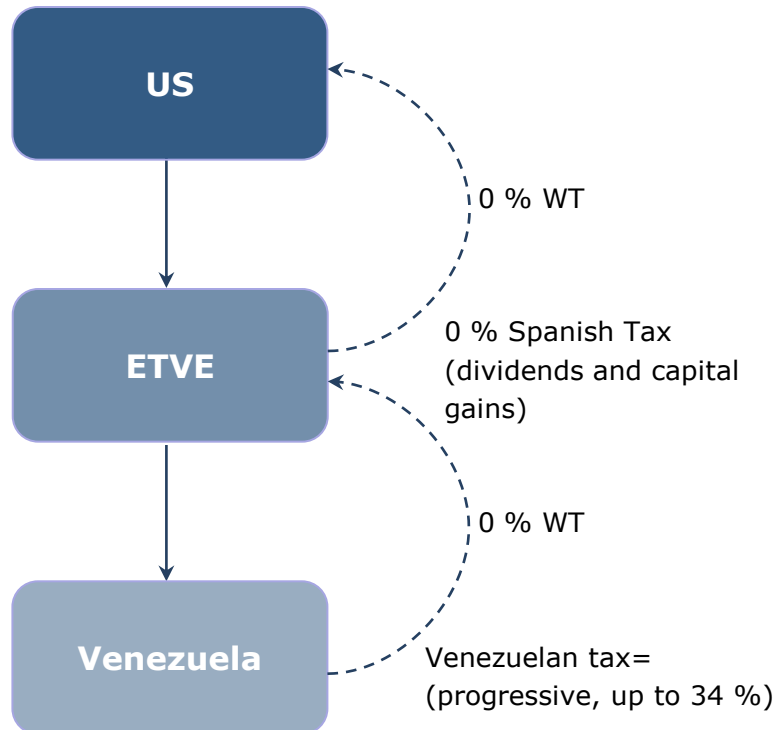 US
0 % WT
ETVE
0 % Spanish Tax
(dividends and capital
gains)
0 % WT
Venezuela
Venezuelan tax=
(progressive, up to 34 %)